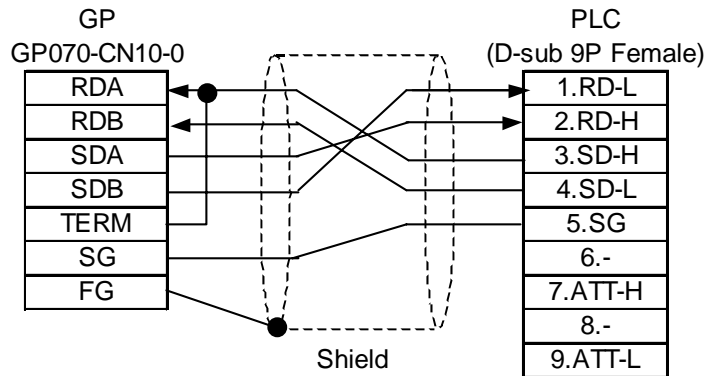 GP
GP070-CN10-0
RDA
RDB
SDA
SDB
TERM
SG
FG
Shield
PLC
(D-sub 9P Female)
1.RD-L
2.RD-H
3.SD-H
4.SD-L
5.SG
6.-
7.ATT-H
8.-
9.ATT-L